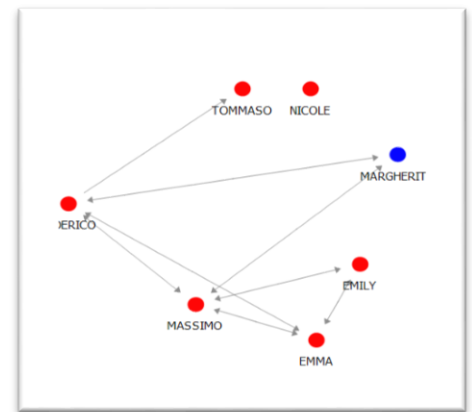 TOMMASO NICOLE
MARGHERIT
ERICO
EMILY
MASSIMO
EMMA